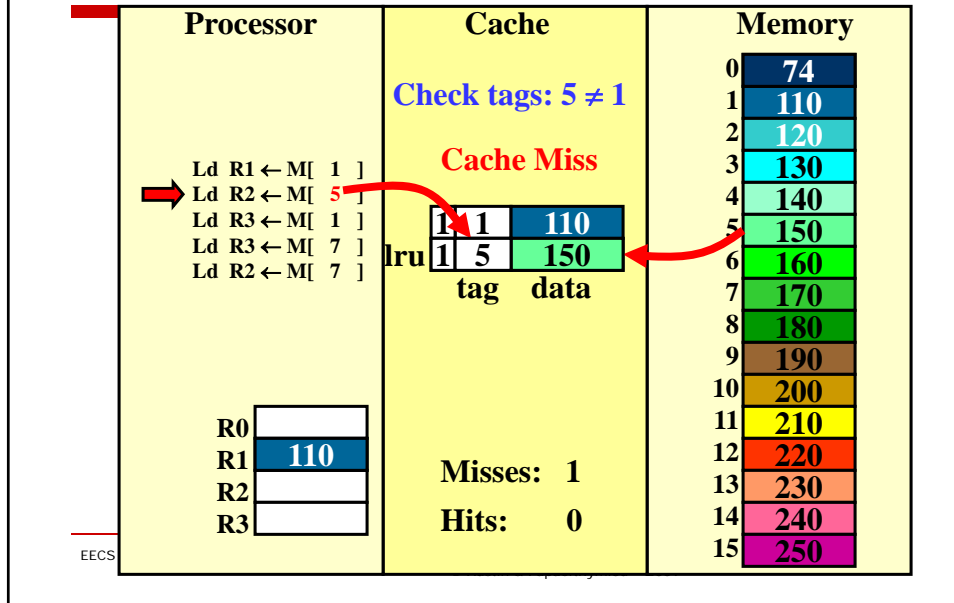 Processor
Cache
Memory
Check tags: 5 ≠ 1
Cache Miss
Ld R1 ← M[ 1 ]
Ld R2 ← M[ 5 ]
Ld R3 ← M[ 1 ]
Ld R3 ← M[ 7 ]
Ld R2 ← M[ 7 ]
1 1 110
lru 1 5 150
tag data
R0
R1 110
R2
R3
Misses: 1
Hits: 0
0 74
1 110
2 120
3 130
4 140
5 150
6 160
7 170
8 180
9 190
10 200
11 210
12 220
13 230
14 240
15 250
EECS